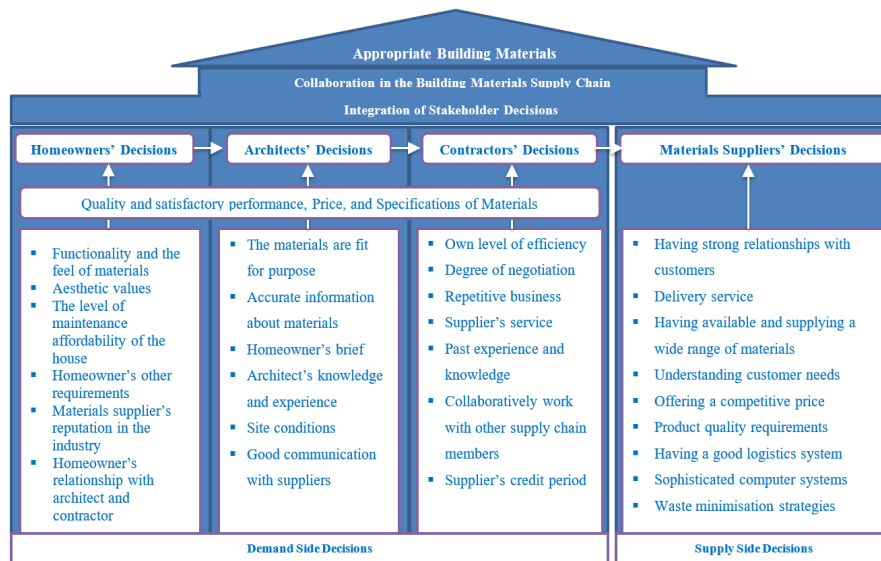 Appropriate Building Materials
Collaboration in the Building Materials Supply Chain
Integration of Stakeholder Decisions
Homeowners’ Decisions
Architects’ Decisions
Contractors’ Decisions
Materials Suppliers’ Decisions
Quality and satisfactory performance, Price, and Specifications of Materials
▪ Functionality and the
feel of materials
▪ Aesthetic values
▪ The level of
maintenance
affordability of the
house
▪ Homeowner’s other
requirements
▪ Materials supplier’s
reputation in the
industry
▪ Homeowner’s
relationship with
architect and
contractor
▪ The materials are fit
for purpose
▪ Accurate information
about materials
▪ Homeowner’s brief
▪ Architect’s knowledge
and experience
▪ Site conditions
▪ Good communication
with suppliers
▪ Own level of efficiency
▪ Degree of negotiation
▪ Repetitive business
▪ Supplier’s service
▪ Past experience and
knowledge
▪ Collaboratively work
with other supply chain
members
▪ Supplier’s credit period
▪ Having strong relationships with
customers
▪ Delivery service
▪ Having available and supplying a
wide range of materials
▪ Understanding customer needs
▪ Offering a competitive price
▪ Product quality requirements
▪ Having a good logistics system
▪ Sophisticated computer systems
▪ Waste minimisation strategies
Demand Side Decisions
Supply Side Decisions